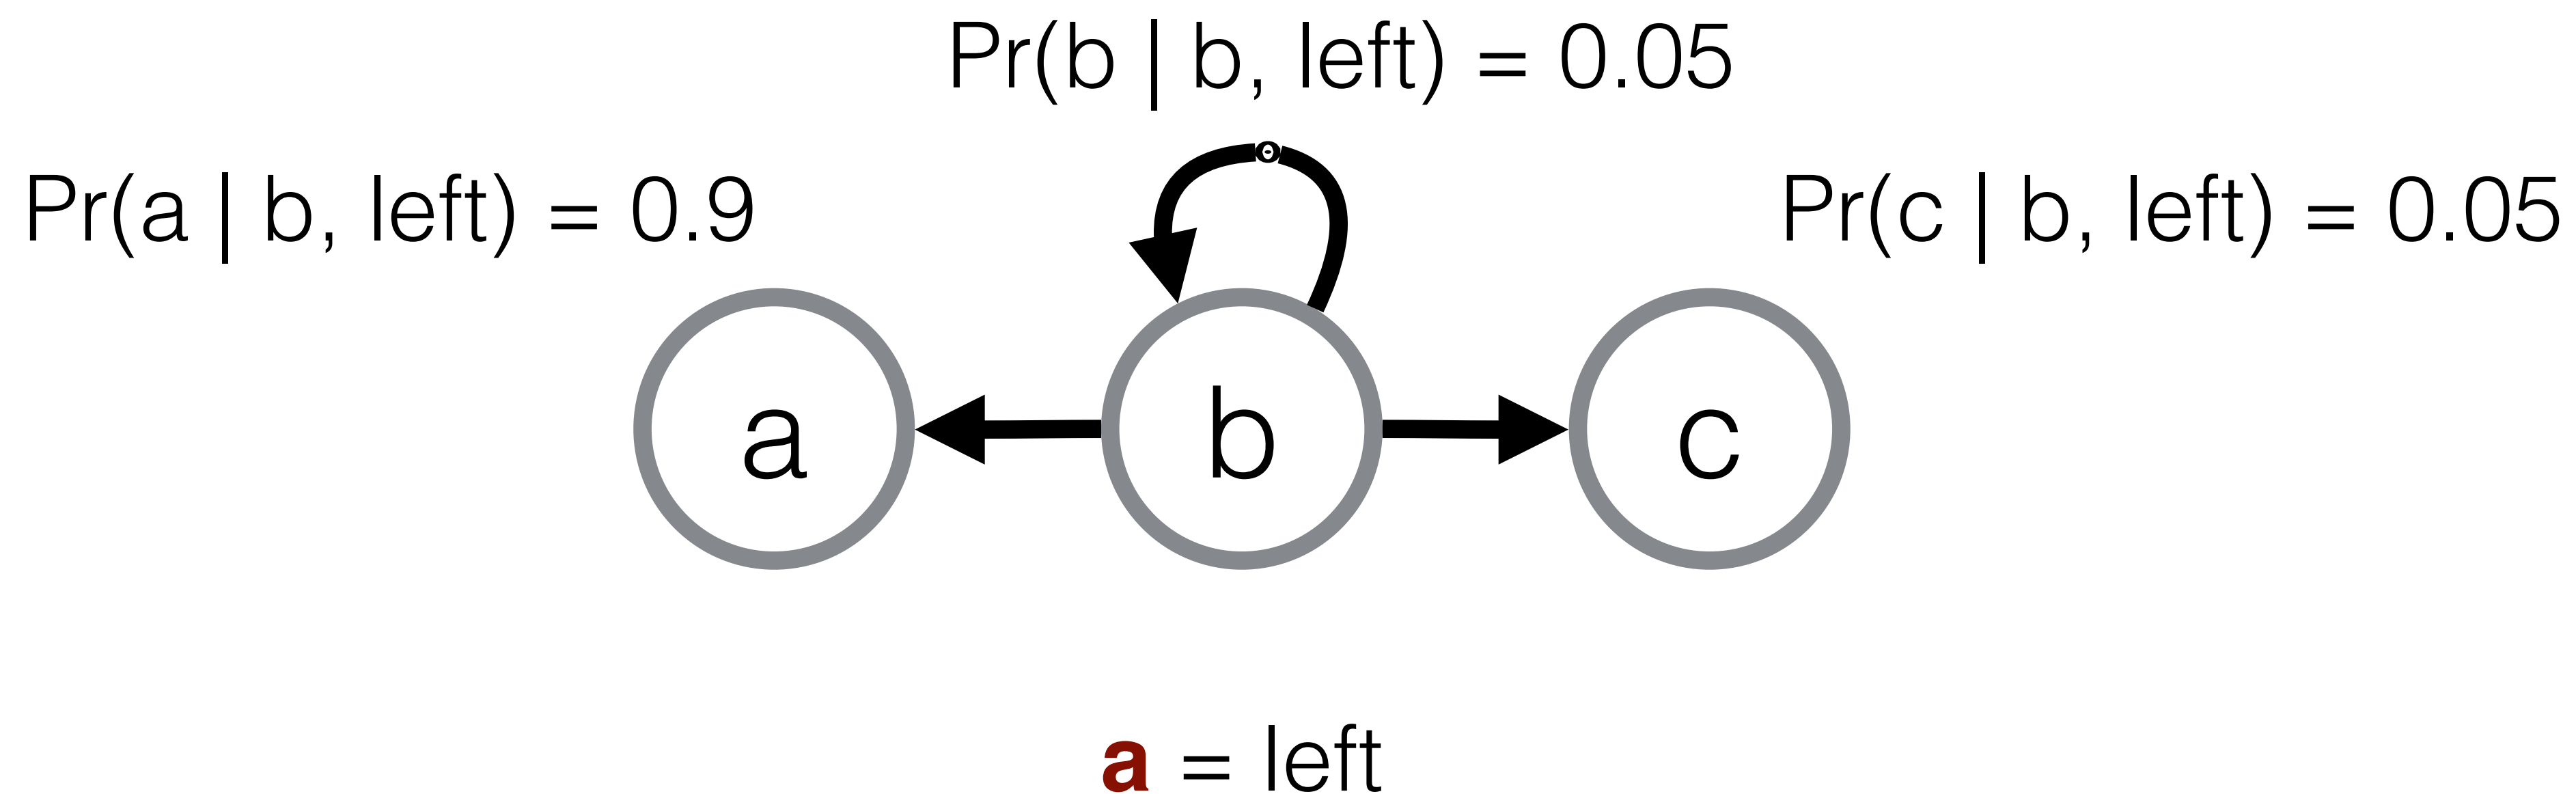 Pr(b | b, left) = 0.05
Pr(a | b, left) = 0.9
Pr(c | b, left) = 0.05
a
b
c
a = left